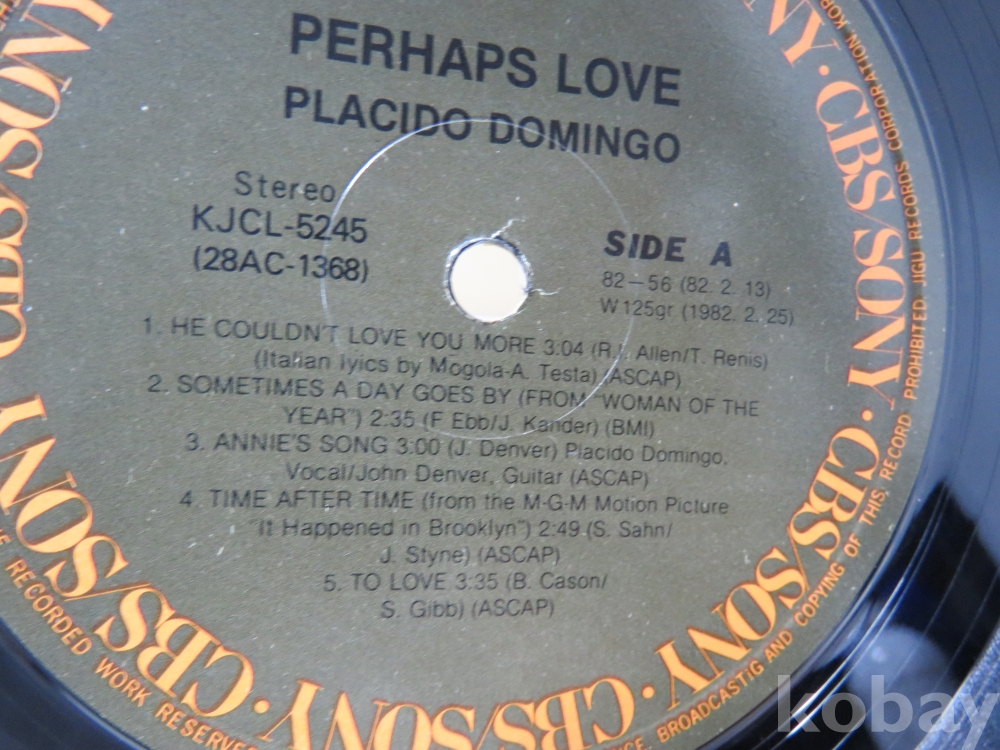 PERHAPS LOVE
PLACIDO DOMINGO
Stereo
KJCL-5245
(28AC-1368)
SIDE A
82-56 (82. 2. 13)
W 125gr (1982. 2. 25)
1. HE COULDN'T LOVE YOU MORE 3:04 (R.I. Allen/T. Renis)
(Italian lyics by Mogola-A. Testa) (ASCAP)
2. SOMETIMES A DAY GOES BY (FROM "WOMAN OF THE
YEAR") 2:35 (F Ebb/J. Kander) (BMI)
3. ANNIE'S SONG 3:00 (J. Denver) Placido Domingo,
Vocal/John Denver, Guitar (ASCAP)
4. TIME AFTER TIME (from the M-G-M Motion Picture
"It Happened in Brooklyn") 2:49 (S. Sahn/
J. Styne) (ASCAP)
5. TO LOVE 3:35 (B. Cason/
S. Gibb) (ASCAP)
CBS/SONY · CBS/SONY · CBS/SONY · CBS/SONY · CBS/SONY
RECORDED WORK RESERVED
BROADCASTIG AND COPYING OF THIS RECORD PROHIBITED JIGU RECORDS CORPORATION
kobay